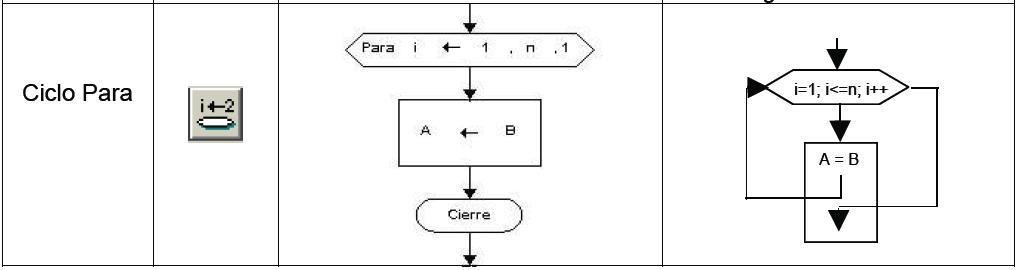 Ciclo Para
i←2
Para i ← 1 , n ,1
A ← B
Cierre
i=1; i<=n; i++
A = B